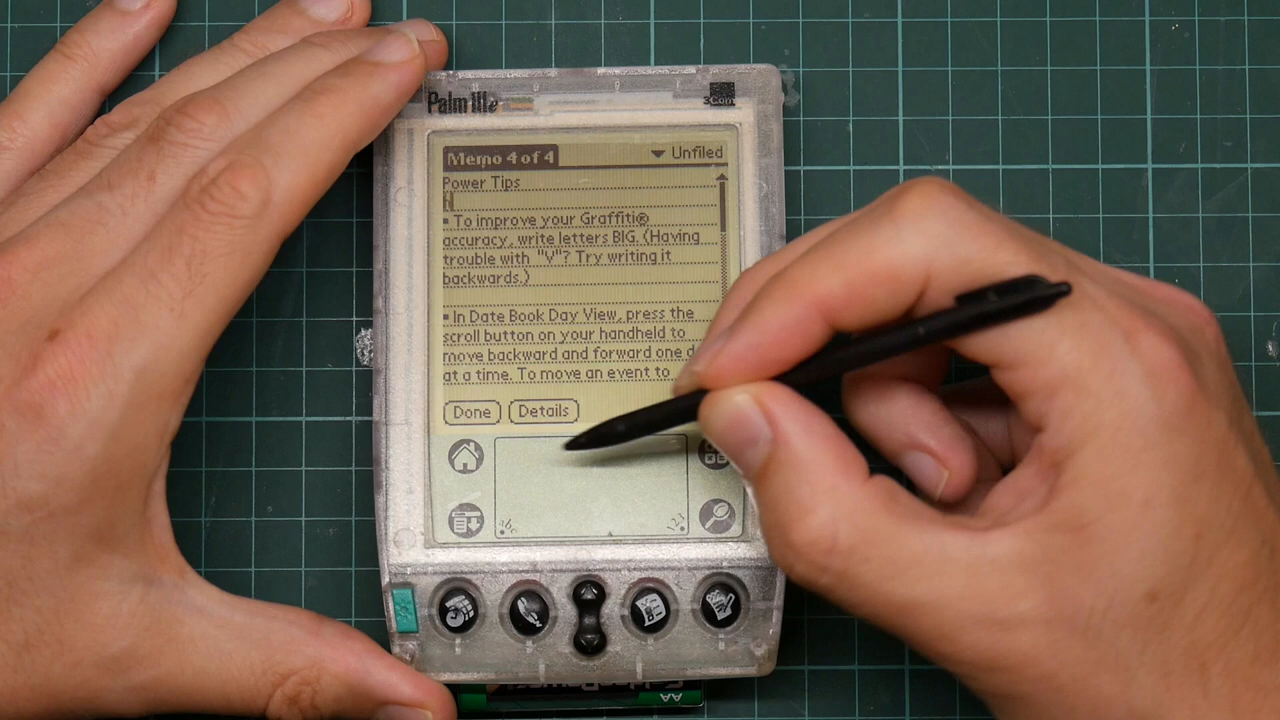 Palm IIIe
3Com
Memo 4 of 4
Unfiled
Power Tips
▪ To improve your Graffiti®
accuracy, write letters BIG. (Having
trouble with "V"? Try writing it
backwards.)
▪ In Date Book Day View, press the
scroll button on your handheld to
move backward and forward one d
at a time. To move an event to
Done
Details
abc
123
AA